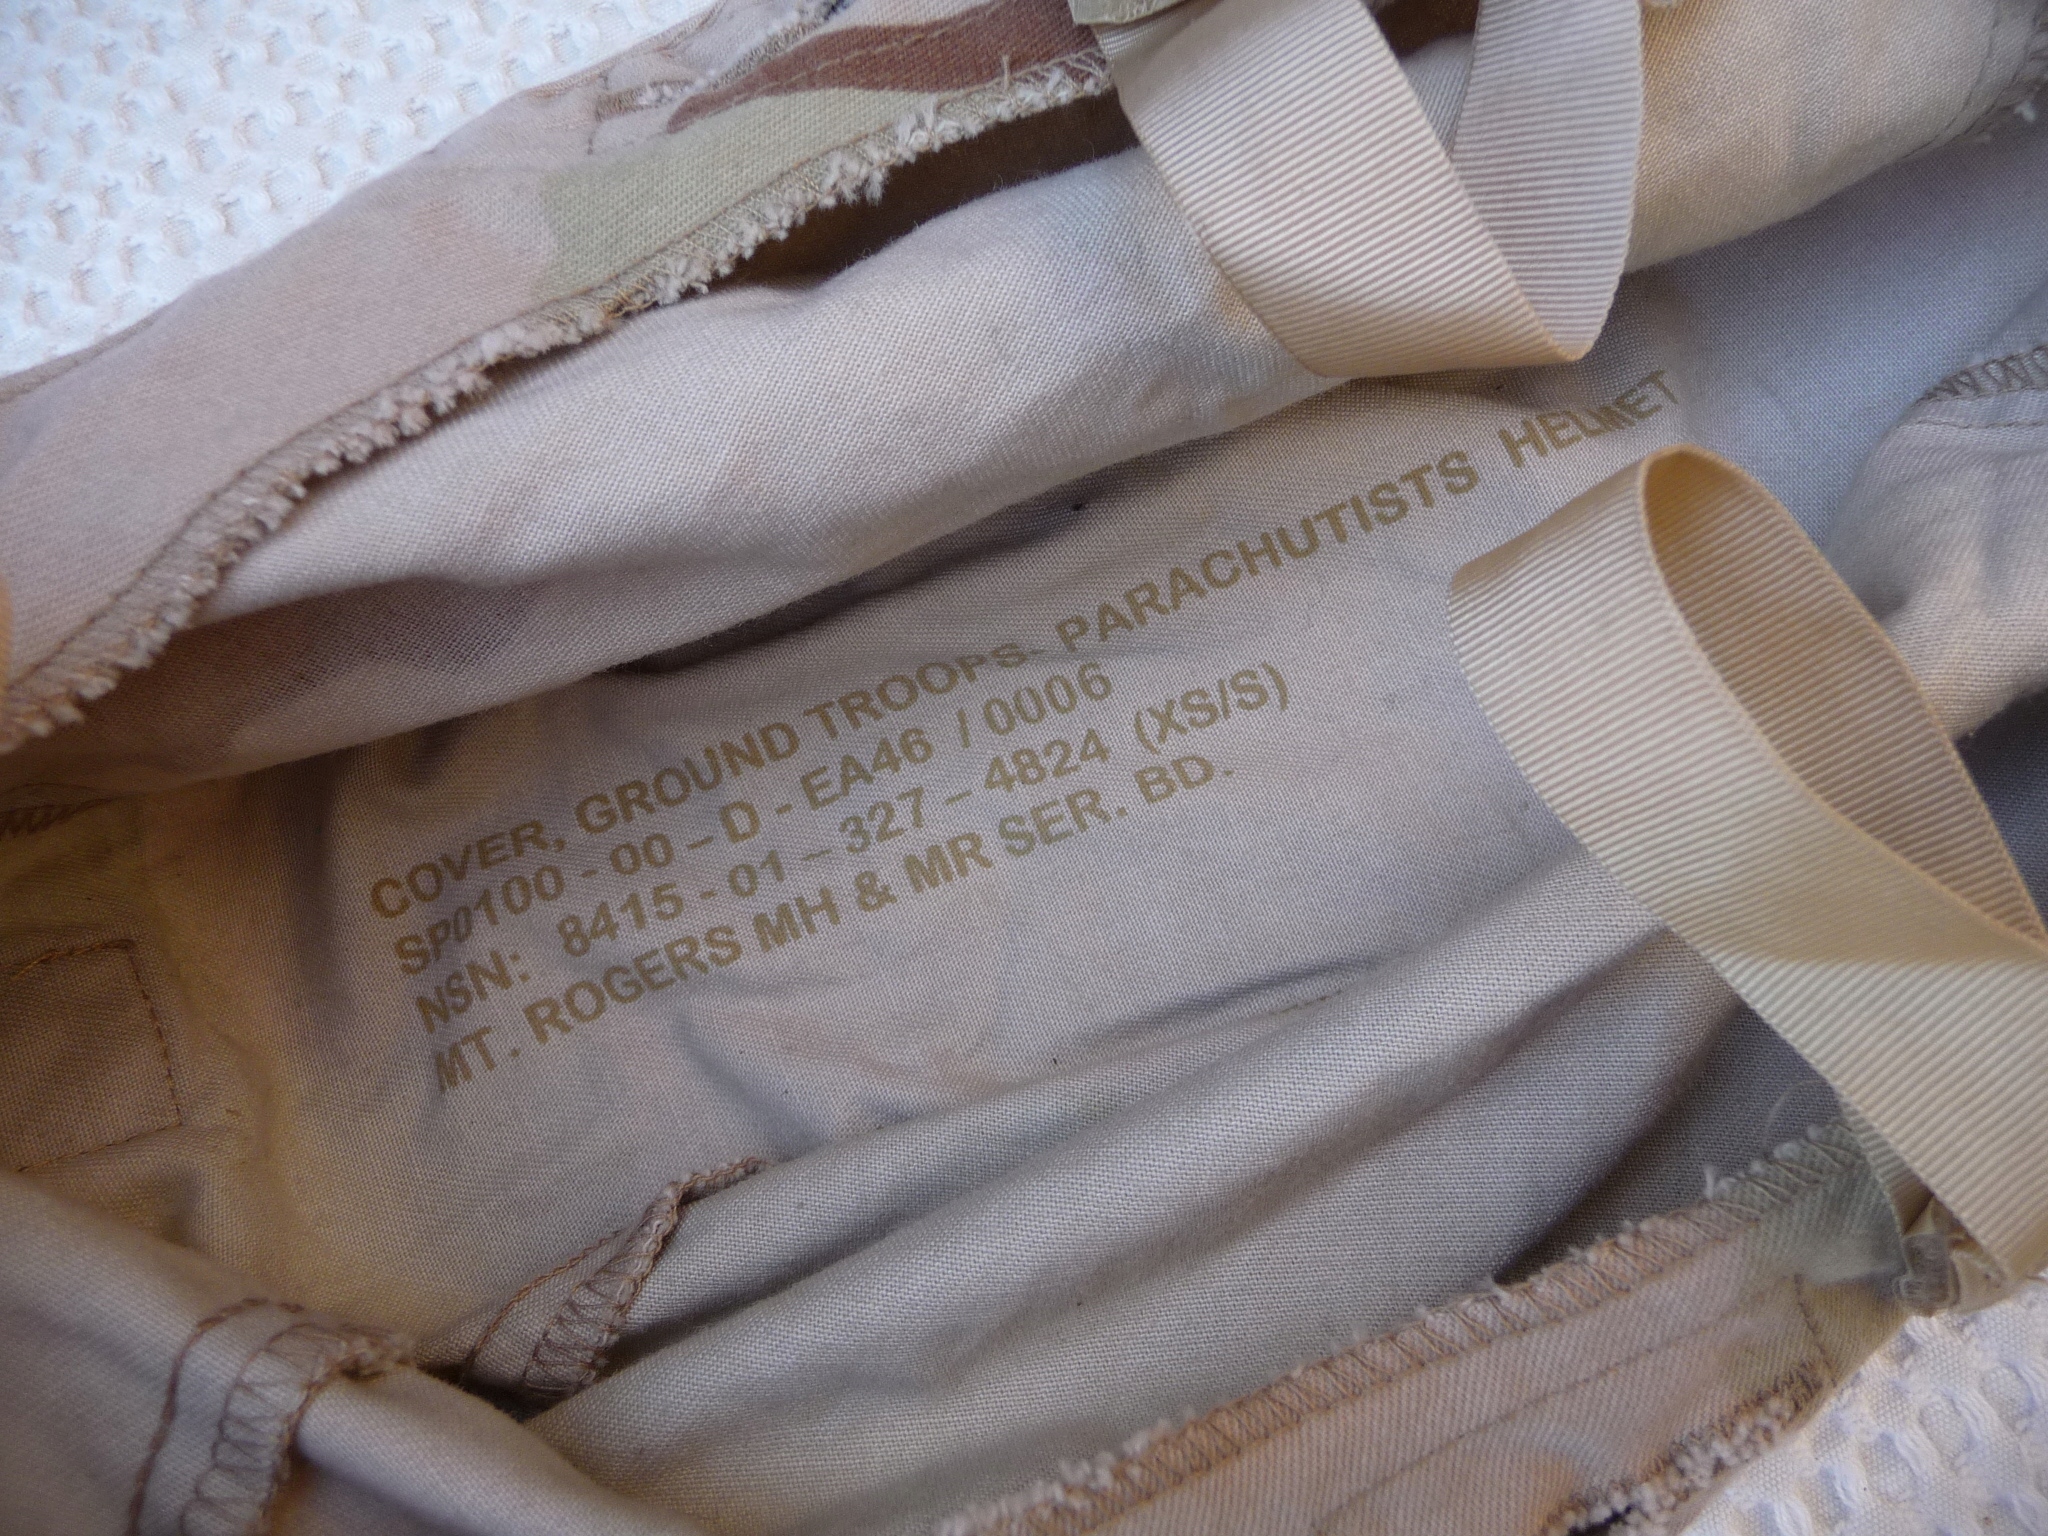 COVER, GROUND TROOPS- PARACHUTISTS HELMET
SP0100 - 00 - D - EA46 / 0006
NSN: 8415 - 01 - 327 - 4824 (XS/S)
MT. ROGERS MH & MR SER. BD.